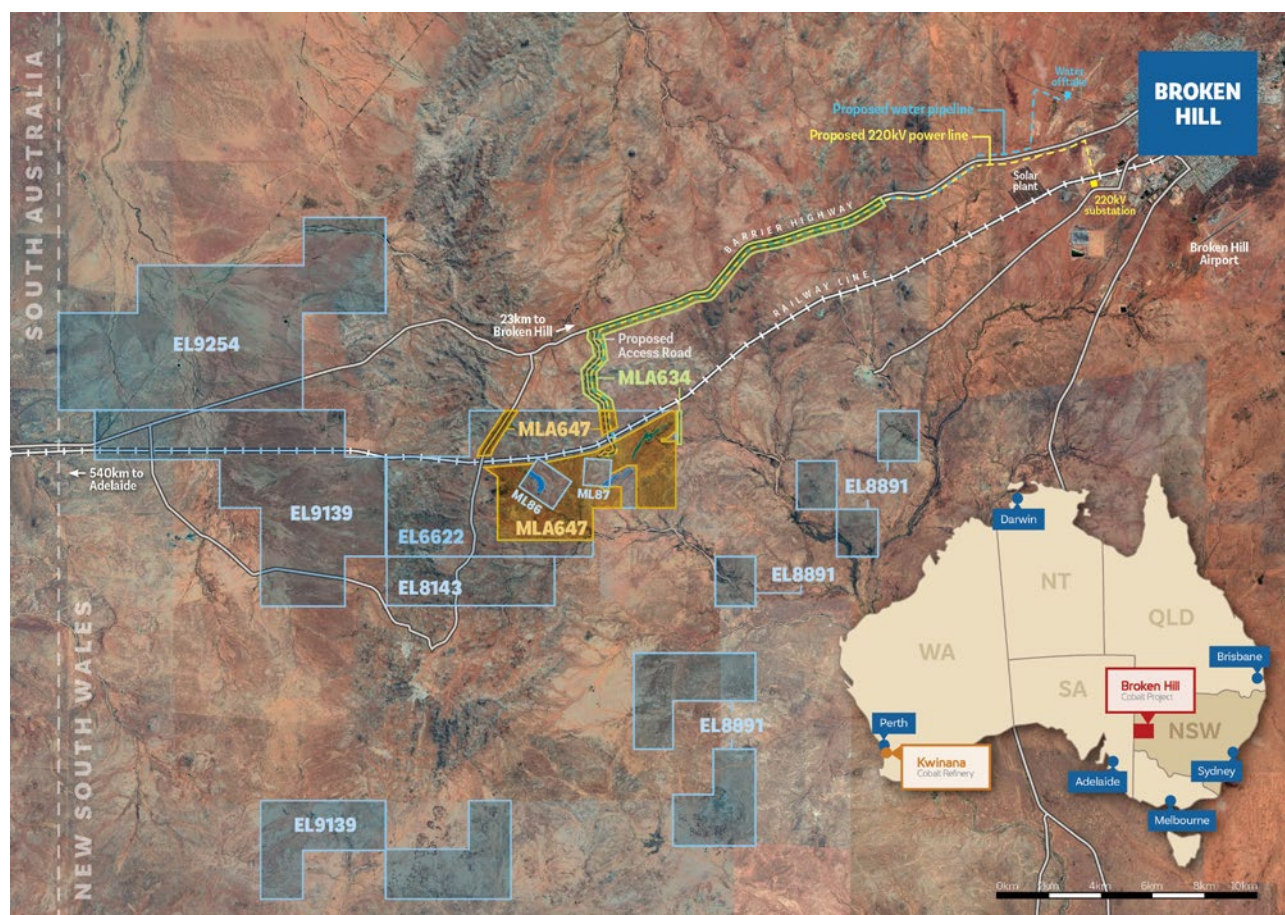 SOUTH AUSTRALIA
NEW SOUTH WALES
BROKEN
HILL
Water
offtake
Proposed water pipeline
Proposed 220kV power line
Solar
plant
220kV
substation
Broken Hill
Airport
BARRIER HIGHWAY
RAILWAY LINE
23km to
Broken Hill
Proposed
Access Road
MLA634
EL9254
MLA647
540km to
Adelaide
ML86
ML87
MLA647
EL9139
EL6622
EL8143
EL8891
EL8891
EL8891
EL9139
Darwin
NT
QLD
WA
SA
Brisbane
Broken Hill
Cobalt Project
NSW
Perth
Kwinana
Cobalt Refinery
Adelaide
Sydney
Melbourne
0km 2km 4km 6km 8km 10km